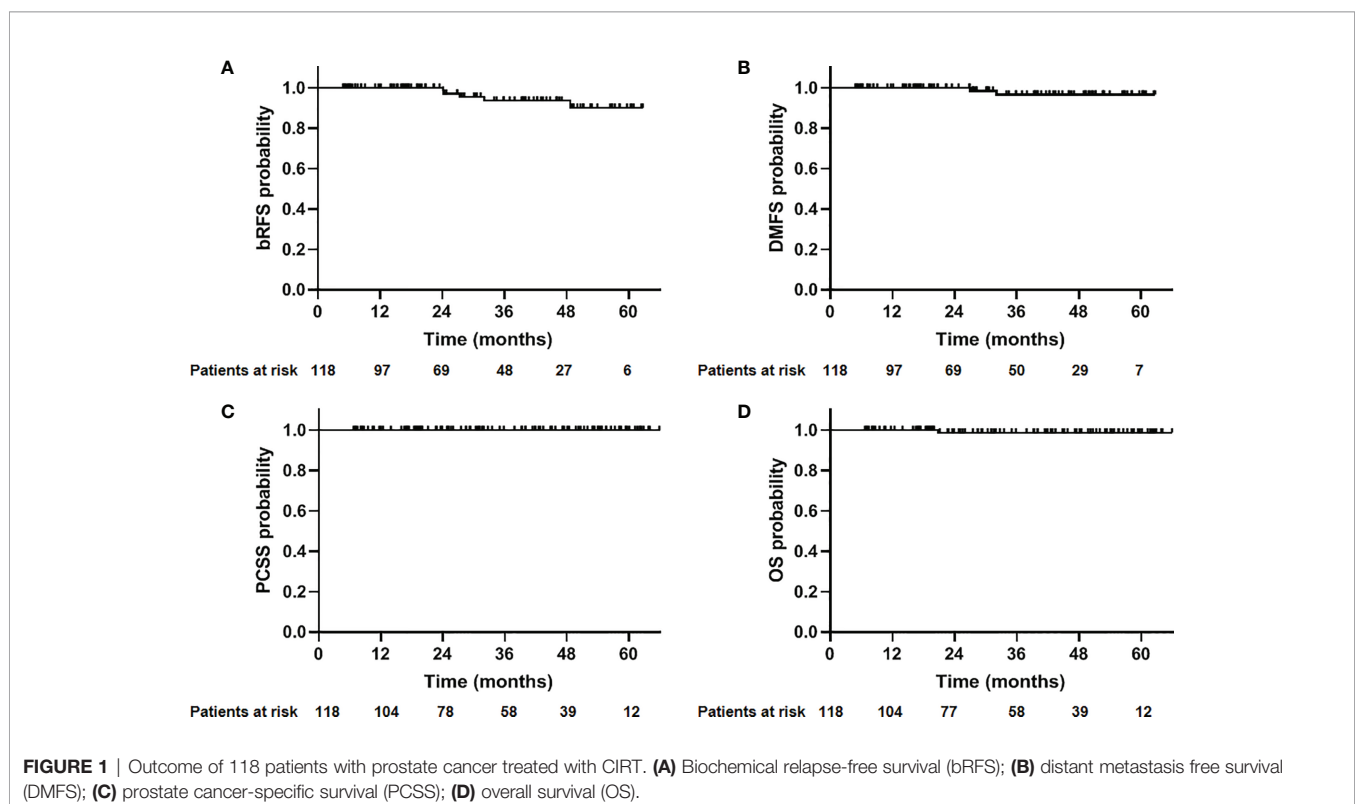 A
bRFS probability
1.0
0.8
0.6
0.4
0.2
0.0
0 12 24 36 48 60
Time (months)
Patients at risk 118 97 69 48 27 6
B
DMFS probability
1.0
0.8
0.6
0.4
0.2
0.0
0 12 24 36 48 60
Time (months)
Patients at risk 118 97 69 50 29 7
C
PCSS probability
1.0
0.8
0.6
0.4
0.2
0.0
0 12 24 36 48 60
Time (months)
Patients at risk 118 104 78 58 39 12
D
OS probability
1.0
0.8
0.6
0.4
0.2
0.0
0 12 24 36 48 60
Time (months)
Patients at risk 118 104 77 58 39 12
FIGURE 1 | Outcome of 118 patients with prostate cancer treated with CIRT. (A) Biochemical relapse-free survival (bRFS); (B) distant metastasis free survival
(DMFS); (C) prostate cancer-specific survival (PCSS); (D) overall survival (OS).